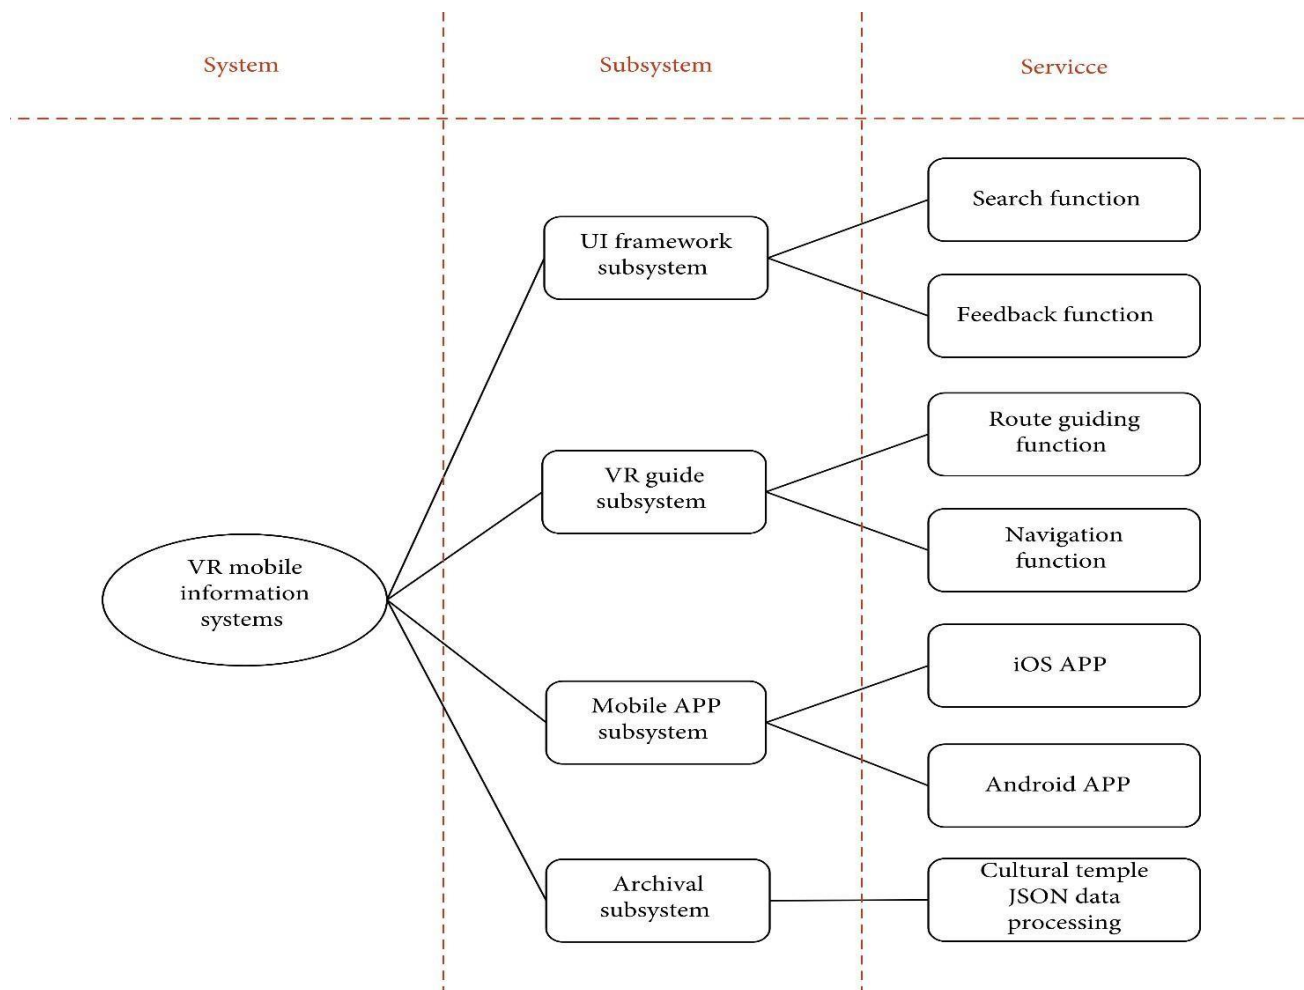 System
Subsystem
Servicce
UI framework
subsystem
Search function
Feedback function
VR guide
subsystem
Route guiding
function
Navigation
function
VR mobile
information
systems
Mobile APP
subsystem
iOS APP
Android APP
Archival
subsystem
Cultural temple
JSON data
processing